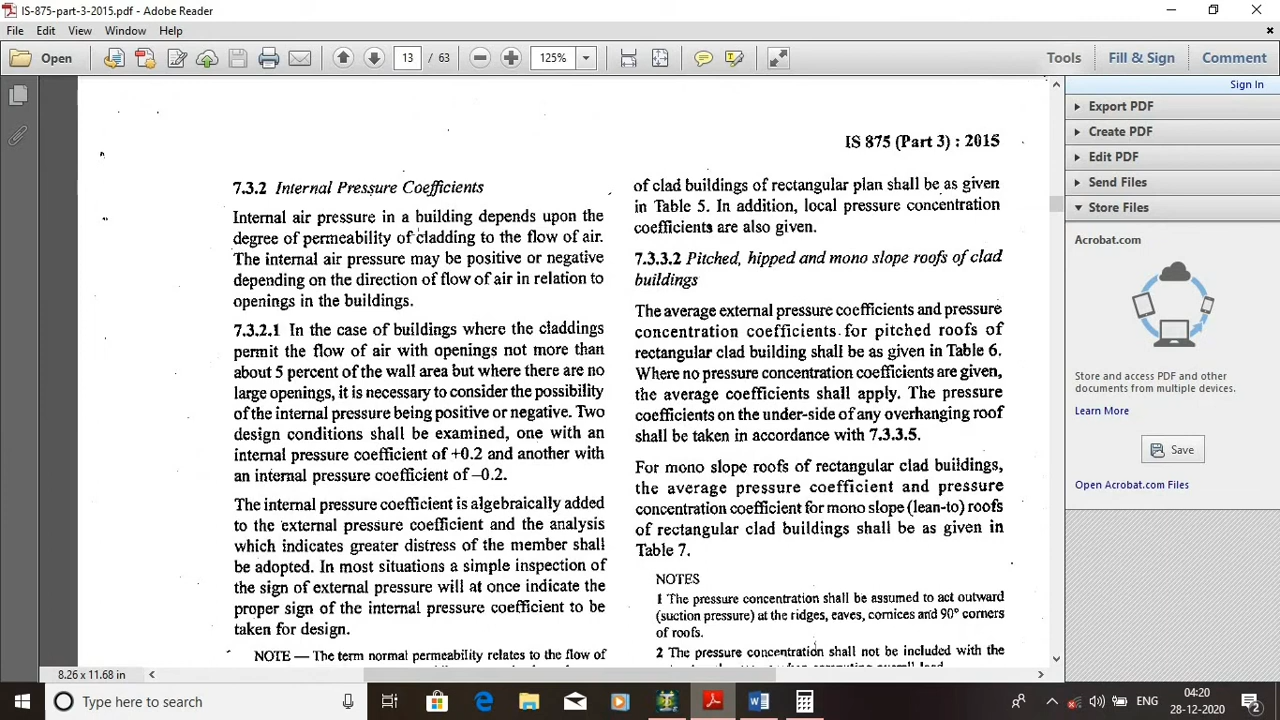 IS-875-part-3-2015.pdf - Adobe Reader
File Edit View Window Help
Open 13 / 63 125% Tools Fill & Sign Comment
Sign In
Export PDF
Create PDF
Edit PDF
Send Files
Store Files
Acrobat.com
Store and access PDF and other
documents from multiple devices.
Learn More
Save
Open Acrobat.com Files
IS 875 (Part 3) : 2015
7.3.2 Internal Pressure Coefficients
Internal air pressure in a building depends upon the
degree of permeability of cladding to the flow of air.
The internal air pressure may be positive or negative
depending on the direction of flow of air in relation to
openings in the buildings.
7.3.2.1 In the case of buildings where the claddings
permit the flow of air with openings not more than
about 5 percent of the wall area but where there are no
large openings, it is necessary to consider the possibility
of the internal pressure being positive or negative. Two
design conditions shall be examined, one with an
internal pressure coefficient of +0.2 and another with
an internal pressure coefficient of –0.2.
The internal pressure coefficient is algebraically added
to the external pressure coefficient and the analysis
which indicates greater distress of the member shall
be adopted. In most situations a simple inspection of
the sign of external pressure will at once indicate the
proper sign of the internal pressure coefficient to be
taken for design.
NOTE — The term normal permeability relates to the flow of
of clad buildings of rectangular plan shall be as given
in Table 5. In addition, local pressure concentration
coefficients are also given.
7.3.3.2 Pitched, hipped and mono slope roofs of clad
buildings
The average external pressure coefficients and pressure
concentration coefficients for pitched roofs of
rectangular clad building shall be as given in Table 6.
Where no pressure concentration coefficients are given,
the average coefficients shall apply. The pressure
coefficients on the under-side of any overhanging roof
shall be taken in accordance with 7.3.3.5.
For mono slope roofs of rectangular clad buildings,
the average pressure coefficient and pressure
concentration coefficient for mono slope (lean-to) roofs
of rectangular clad buildings shall be as given in
Table 7.
NOTES
1 The pressure concentration shall be assumed to act outward
(suction pressure) at the ridges, eaves, cornices and 90° corners
of roofs.
2 The pressure concentration shall not be included with the
8.26 x 11.68 in
Type here to search
ENG
04:20
28-12-2020
2